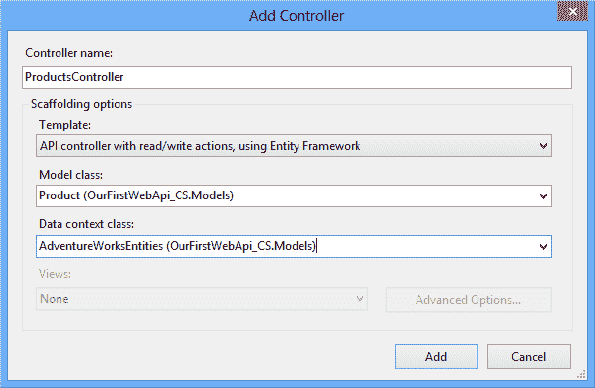 Add Controller
Controller name:
ProductsController
Scaffolding options
Template:
API controller with read/write actions, using Entity Framework
Model class:
Product (OurFirstWebApi_CS.Models)
Data context class:
AdventureWorksEntities (OurFirstWebApi_CS.Models)
Views:
None
Advanced Options...
Add
Cancel